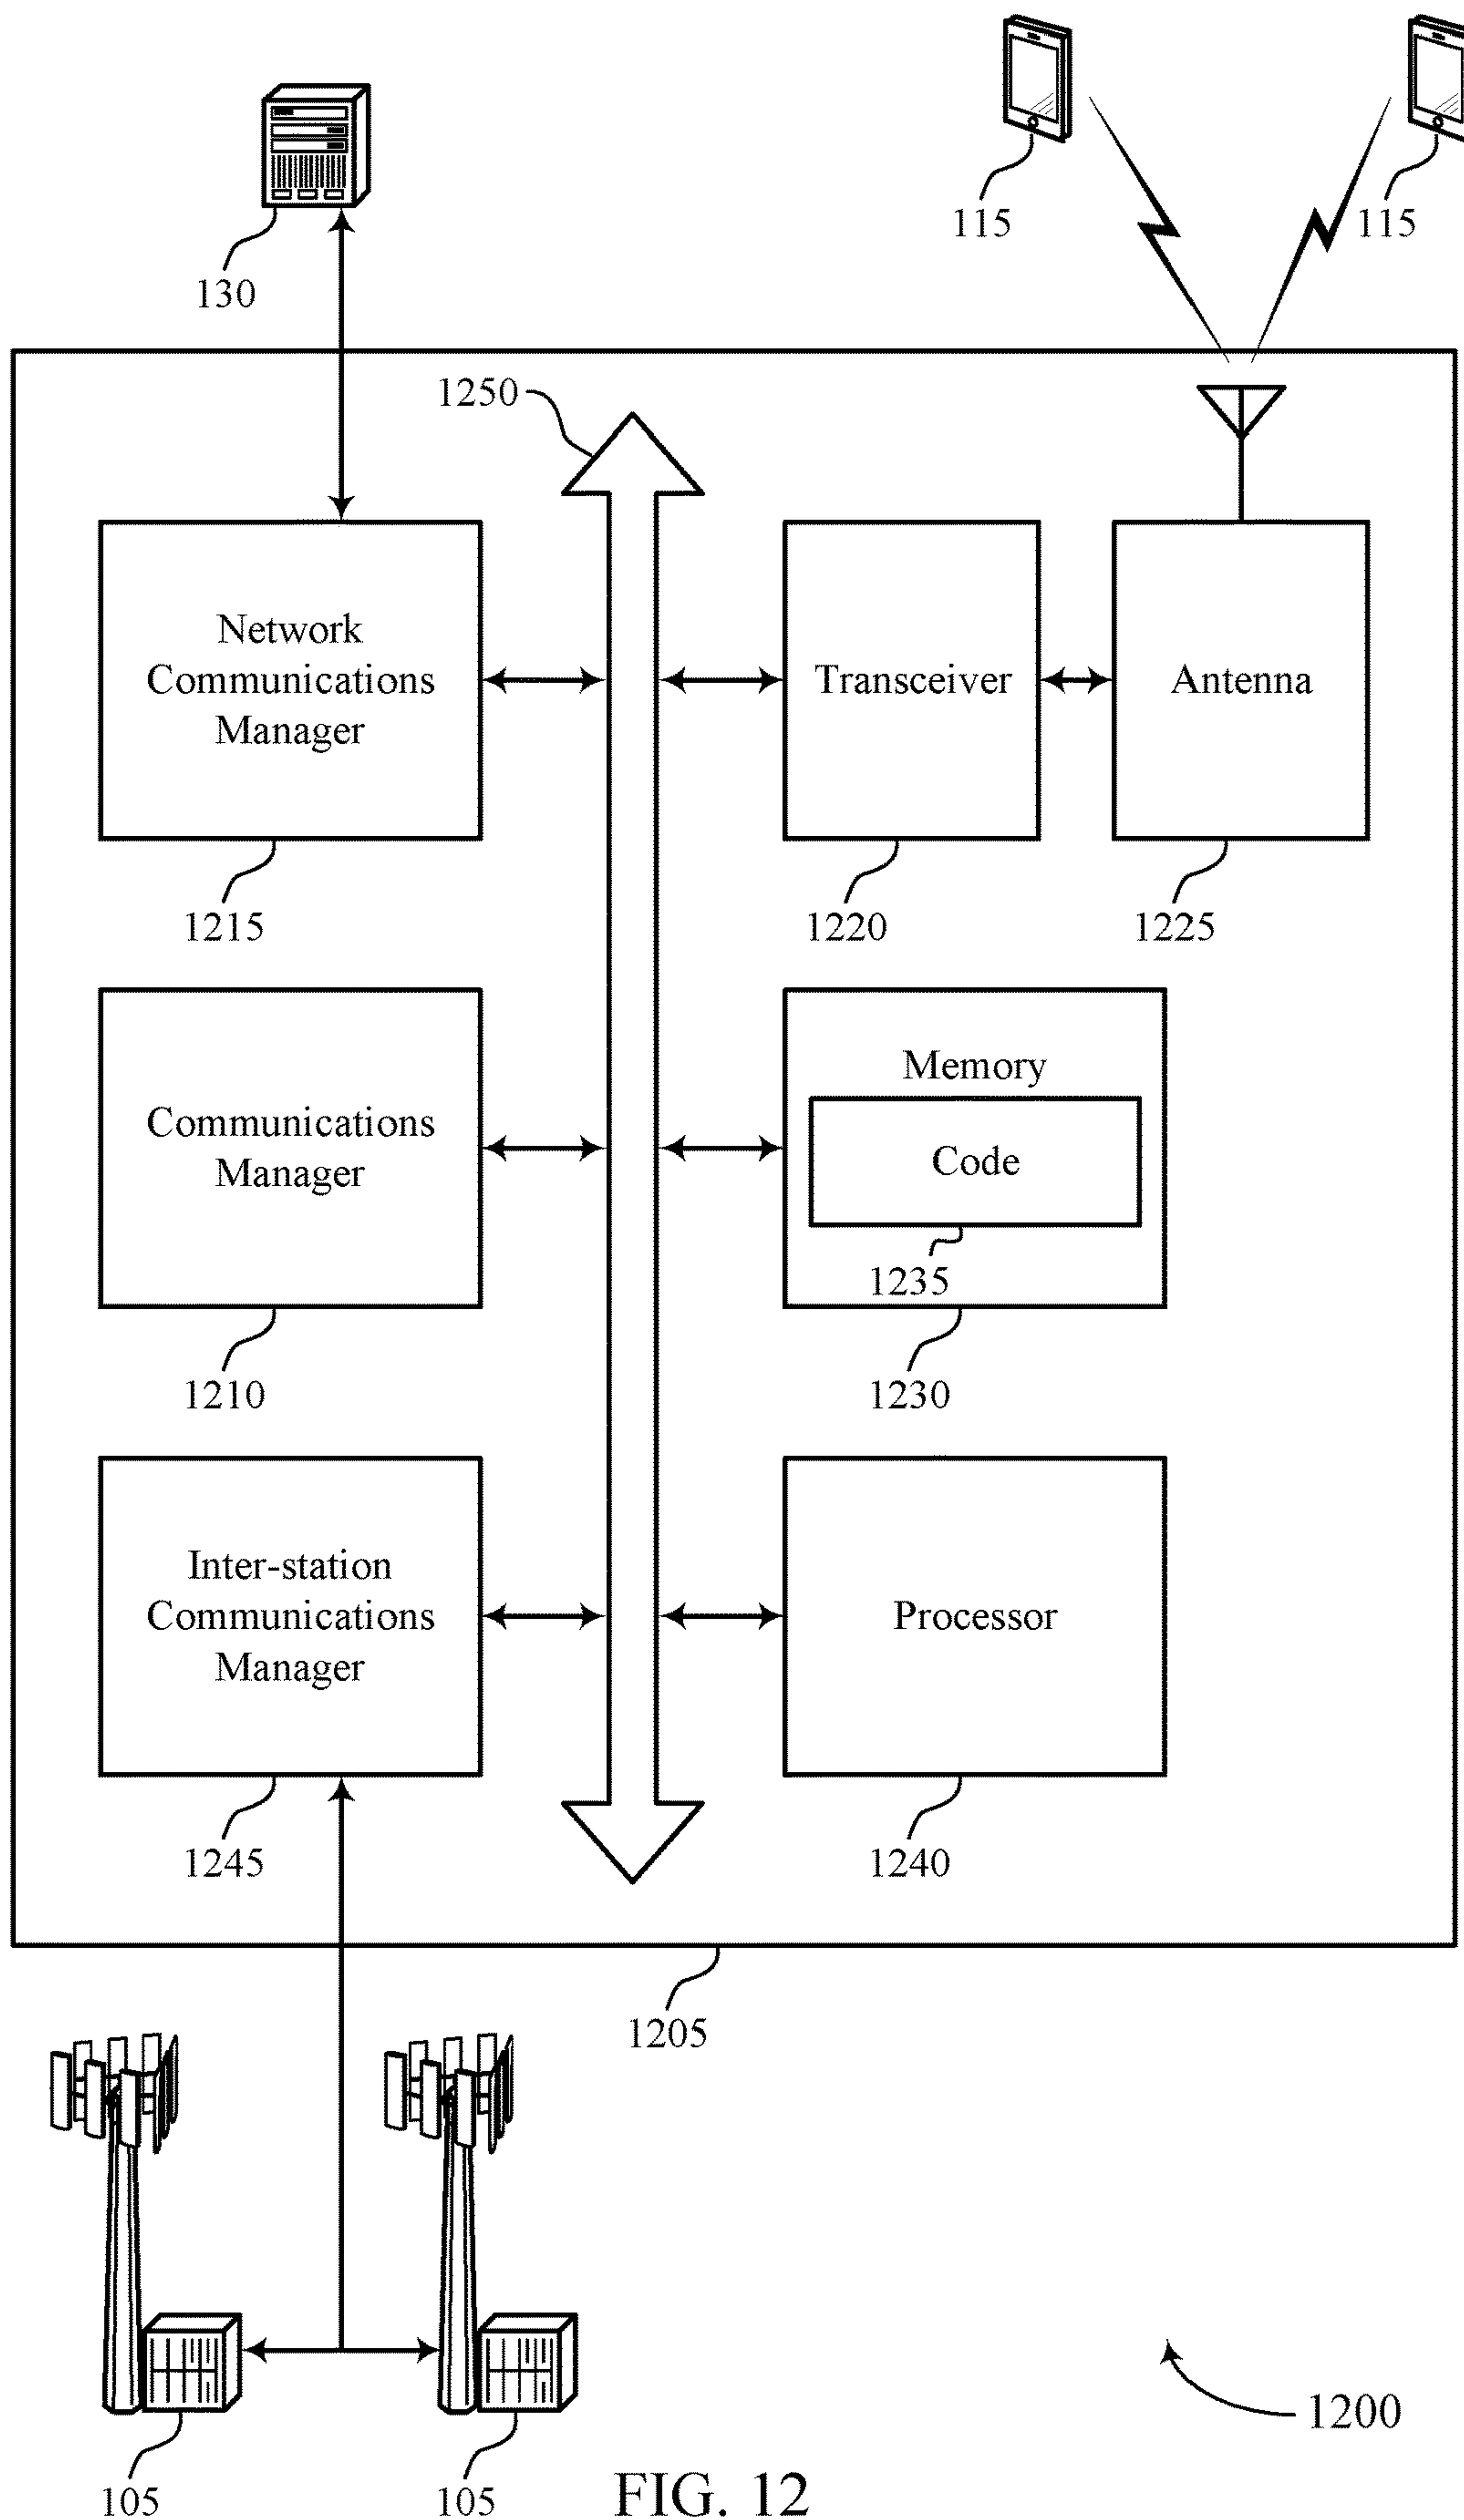 115
115
130
1250
Network
Communications
Manager
Transceiver
Antenna
1215
1220
1225
Communications
Manager
Memory
Code
1235
1210
1230
Inter-station
Communications
Manager
Processor
1245
1240
1205
1200
105
105
FIG. 12